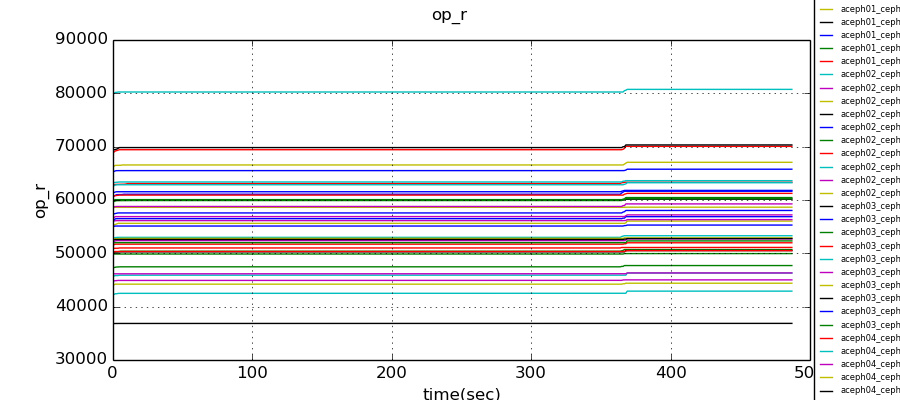 op_r
90000
80000
70000
60000
50000
40000
30000
op_r
0
100
200
300
400
50
time(sec)
aceph01_ceph
aceph01_ceph
aceph01_ceph
aceph01_ceph
aceph01_ceph
aceph02_ceph
aceph02_ceph
aceph02_ceph
aceph02_ceph
aceph02_ceph
aceph02_ceph
aceph02_ceph
aceph02_ceph
aceph02_ceph
aceph02_ceph
aceph03_ceph
aceph03_ceph
aceph03_ceph
aceph03_ceph
aceph03_ceph
aceph03_ceph
aceph03_ceph
aceph03_ceph
aceph03_ceph
aceph03_ceph
aceph04_ceph
aceph04_ceph
aceph04_ceph
aceph04_ceph
aceph04_ceph